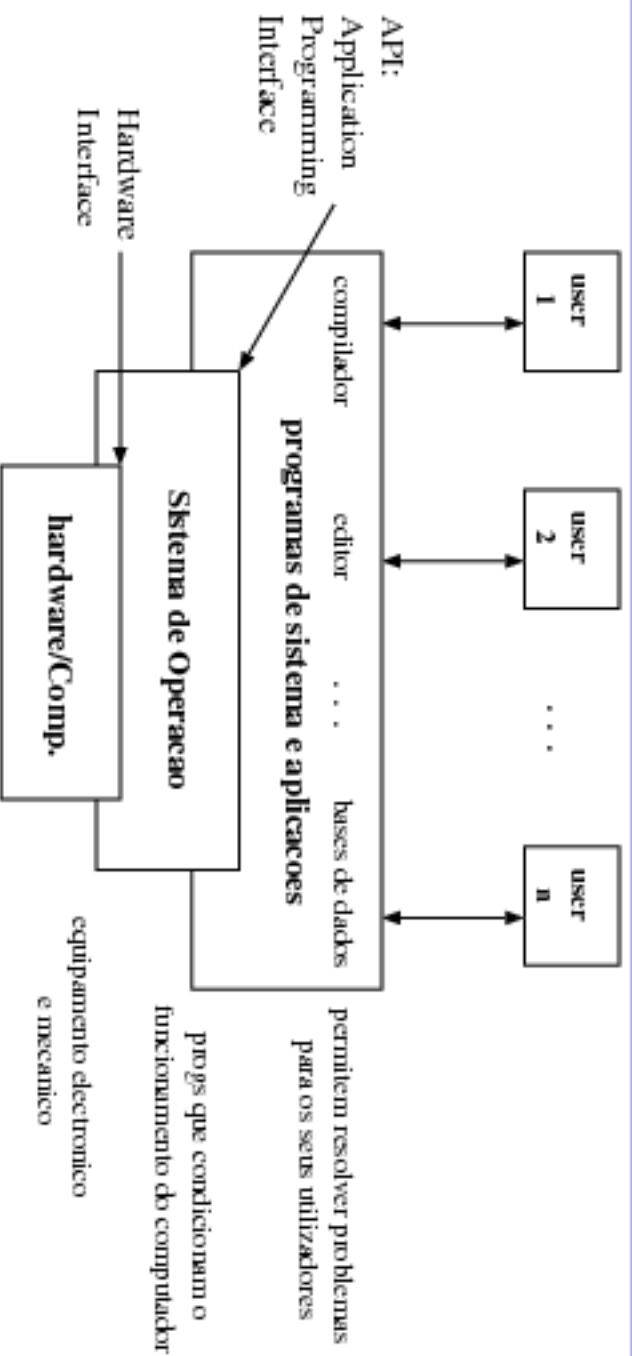 user
1
user
2
. . .
user
n
API:
Application
Programming
Interface
compilador
editor
. . .
bases de dados
programas de sistema e aplicacoes
permitem resolver problemas
para os seus utilizadores
Hardware
Interface
Sistema de Operacao
progs que condicionam o
funcionamento do computador
hardware/Comp.
equipamento electronico
e mecanico